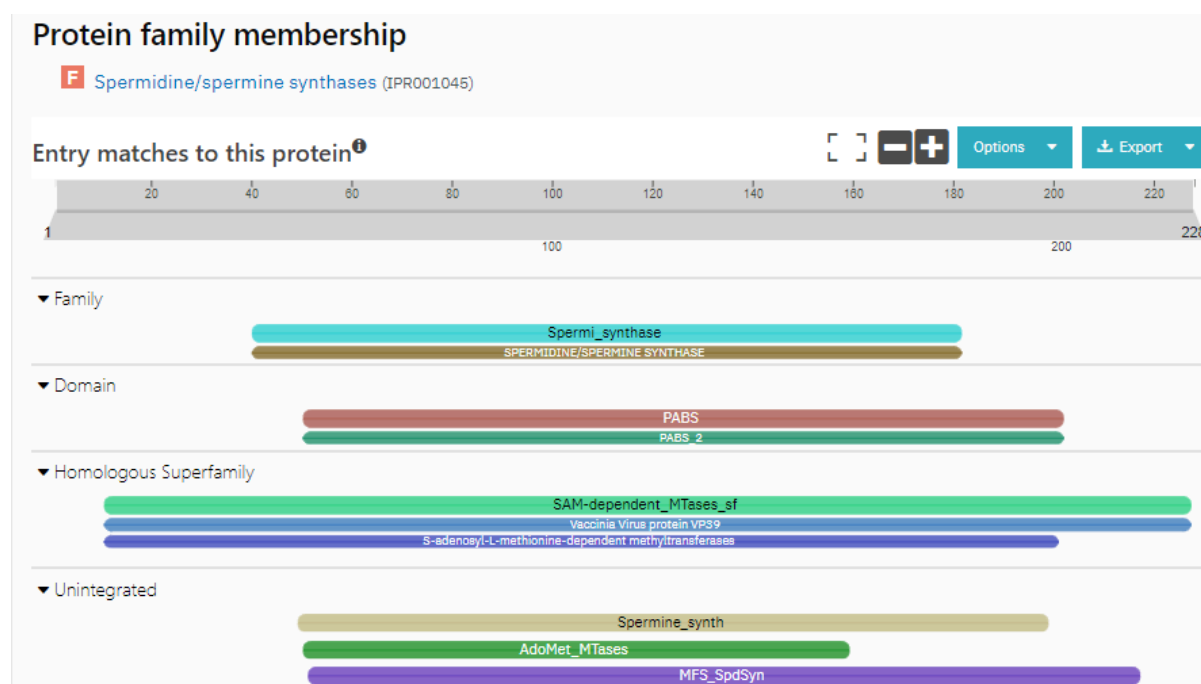 Protein family membership
F Spermidine/spermine synthases (IPR001045)
Entry matches to this protein
Options Export
20 40 60 80 100 120 140 160 180 200 220
1
100 200
Family
Spermi_synthase
SPERMIDINE/SPERMINE SYNTHASE
Domain
PABS
PABS_2
Homologous Superfamily
SAM-dependent_MTases_sf
Vaccinia Virus protein VP39
S-adenosyl-L-methionine-dependent methyltransferases
Unintegrated
Spermine_synth
AdoMet_MTases
MFS_SpdSyn